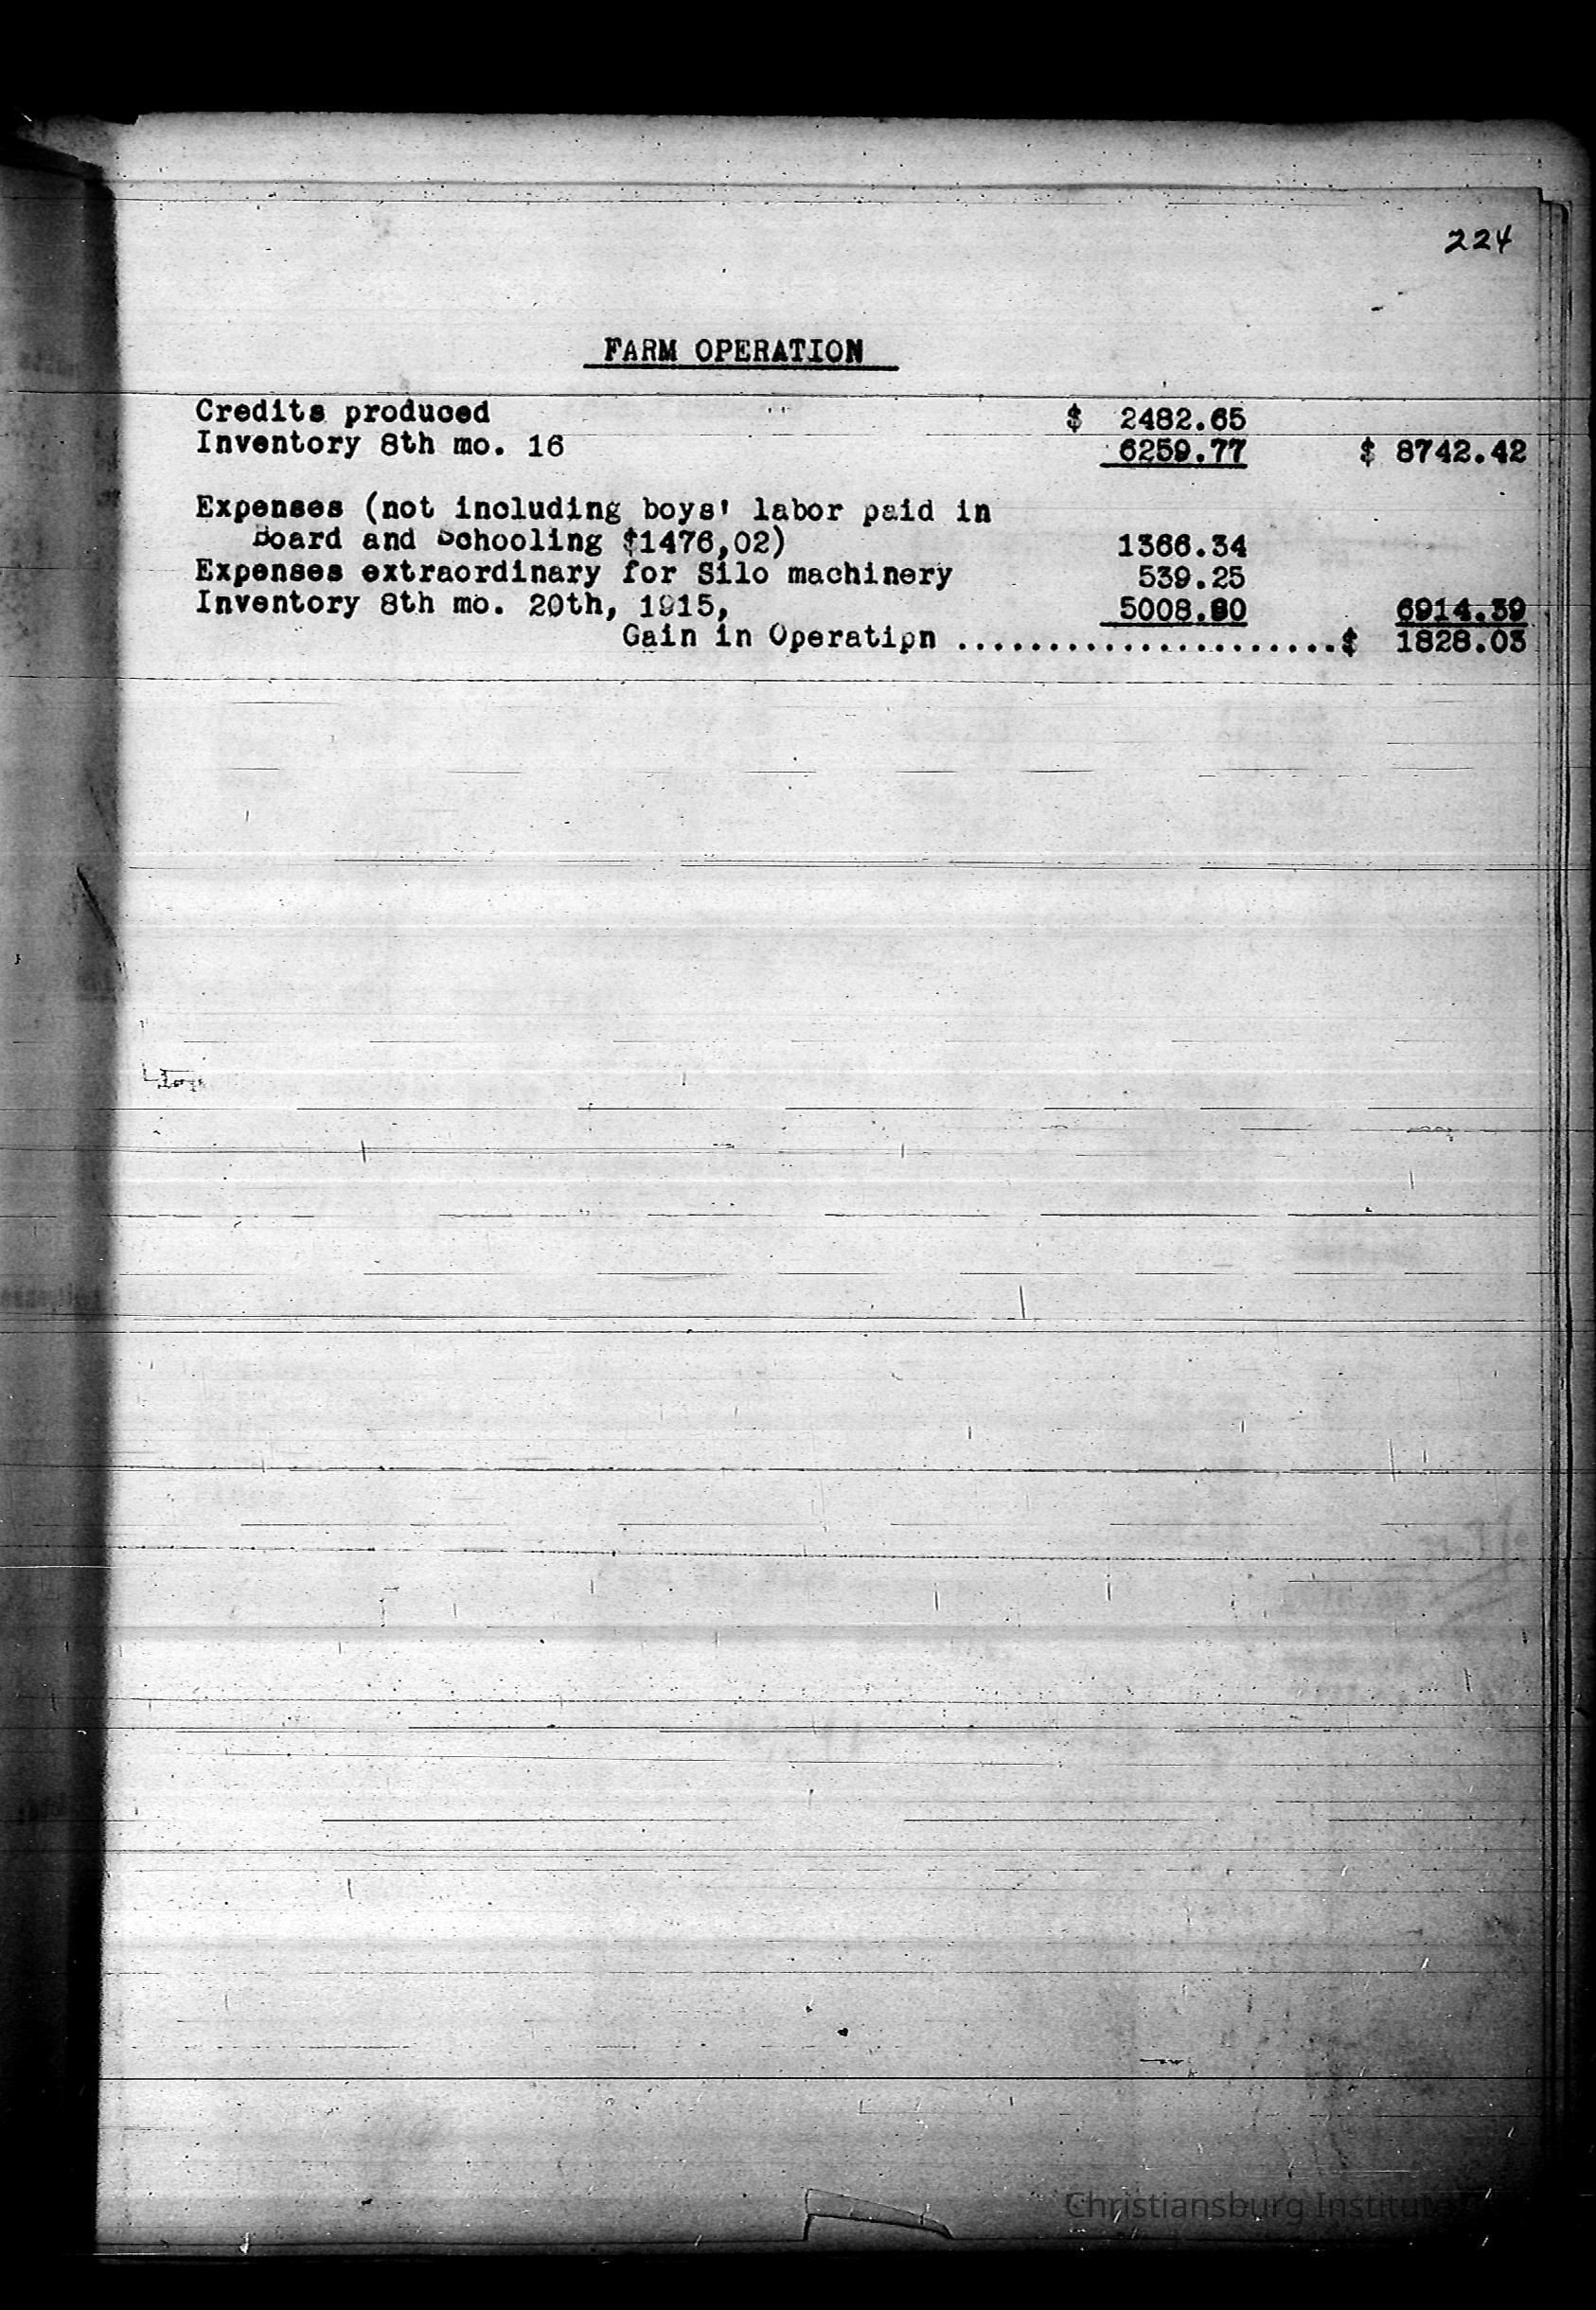 224
FARM OPERATION
Credits produced $ 2482.65
Inventory 8th mo. 16 6259.77 $ 8742.42
Expenses (not including boys' labor paid in
Board and Schooling $1476,02) 1366.34
Expenses extraordinary for Silo machinery 539.25
Inventory 8th mo. 20th, 1915, 5008.80 6914.39
Gain in Operatipn ......................$ 1828.03
Christiansburg Institute